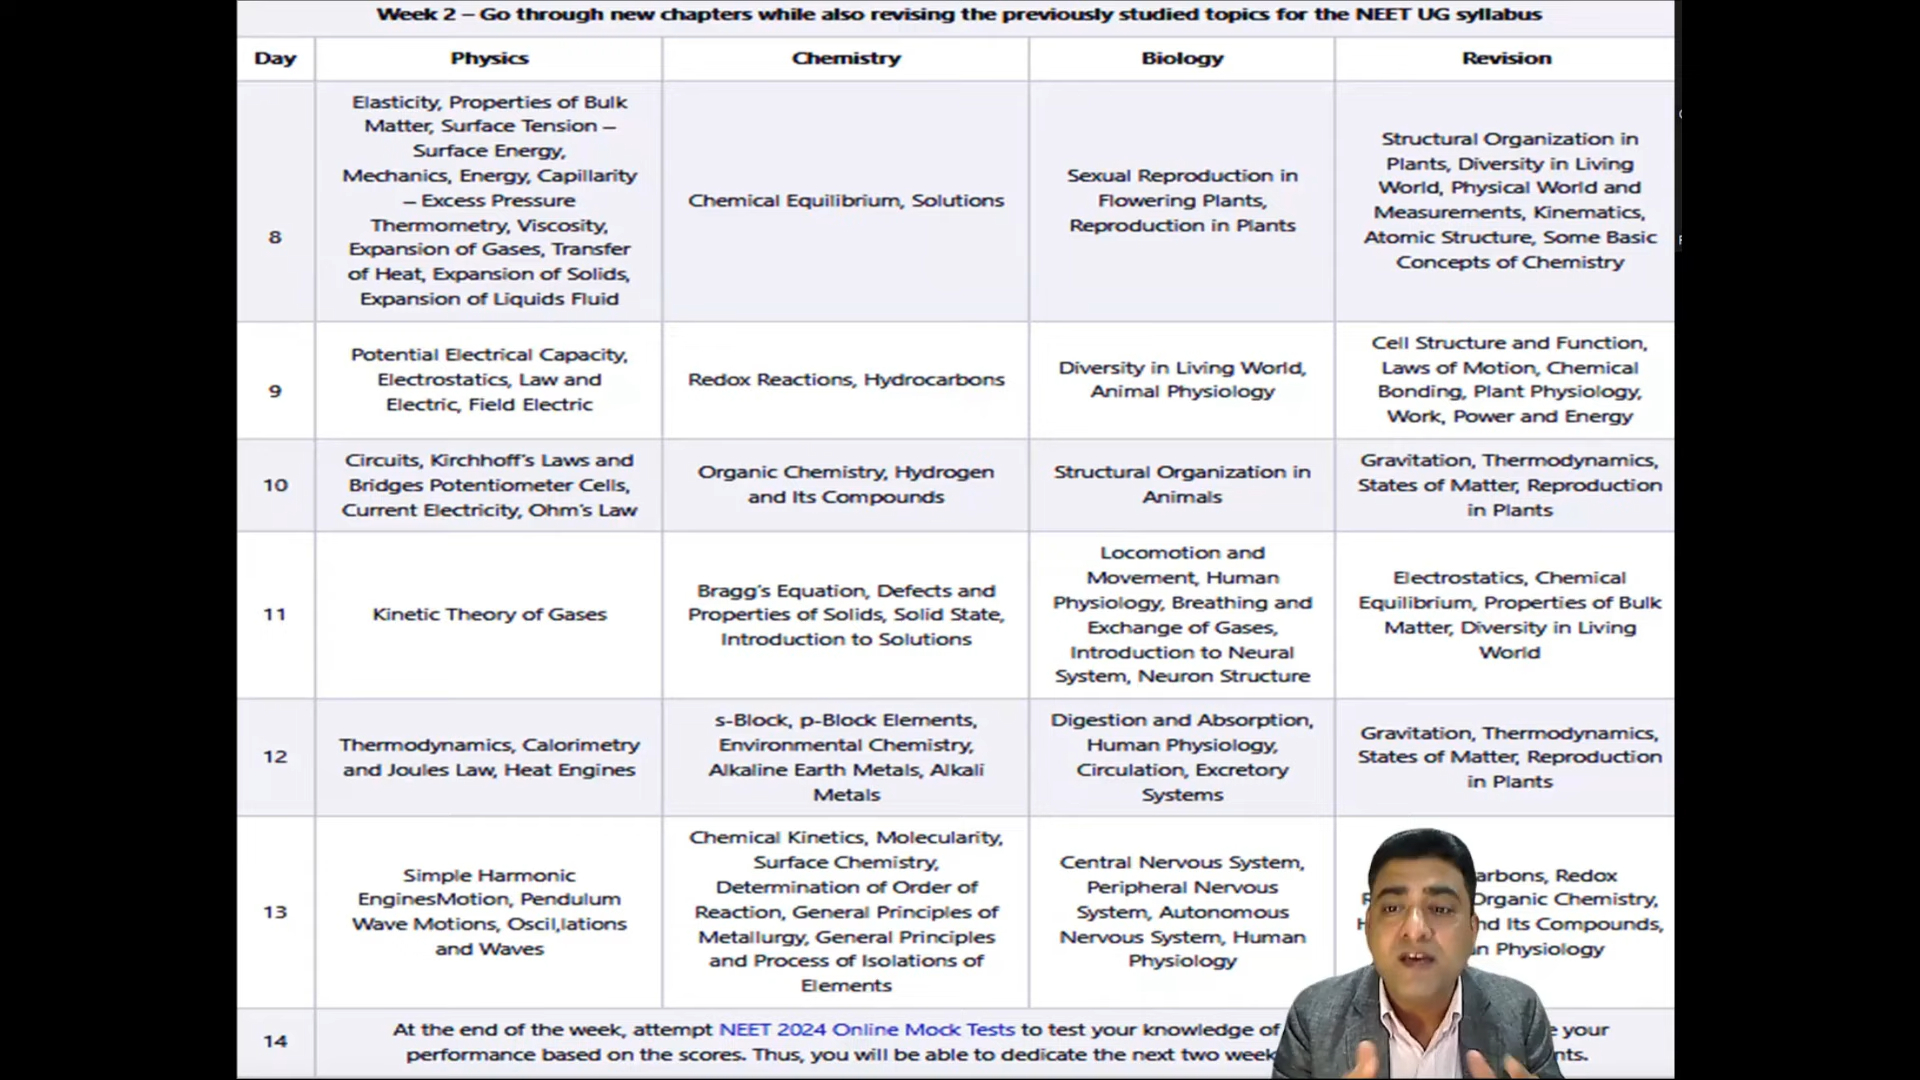 Week 2 – Go through new chapters while also revising the previously studied topics for the NEET UG syllabus
Day
Physics
Chemistry
Biology
Revision
8
Elasticity, Properties of Bulk
Matter, Surface Tension –
Surface Energy,
Mechanics, Energy, Capillarity
– Excess Pressure
Thermometry, Viscosity,
Expansion of Gases, Transfer
of Heat, Expansion of Solids,
Expansion of Liquids Fluid
Chemical Equilibrium, Solutions
Sexual Reproduction in
Flowering Plants,
Reproduction in Plants
Structural Organization in
Plants, Diversity in Living
World, Physical World and
Measurements, Kinematics,
Atomic Structure, Some Basic
Concepts of Chemistry
9
Potential Electrical Capacity,
Electrostatics, Law and
Electric, Field Electric
Redox Reactions, Hydrocarbons
Diversity in Living World,
Animal Physiology
Cell Structure and Function,
Laws of Motion, Chemical
Bonding, Plant Physiology,
Work, Power and Energy
10
Circuits, Kirchhoff's Laws and
Bridges Potentiometer Cells,
Current Electricity, Ohm's Law
Organic Chemistry, Hydrogen
and Its Compounds
Structural Organization in
Animals
Gravitation, Thermodynamics,
States of Matter, Reproduction
in Plants
11
Kinetic Theory of Gases
Bragg's Equation, Defects and
Properties of Solids, Solid State,
Introduction to Solutions
Locomotion and
Movement, Human
Physiology, Breathing and
Exchange of Gases,
Introduction to Neural
System, Neuron Structure
Electrostatics, Chemical
Equilibrium, Properties of Bulk
Matter, Diversity in Living
World
12
Thermodynamics, Calorimetry
and Joules Law, Heat Engines
s-Block, p-Block Elements,
Environmental Chemistry,
Alkaline Earth Metals, Alkali
Metals
Digestion and Absorption,
Human Physiology,
Circulation, Excretory
Systems
Gravitation, Thermodynamics,
States of Matter, Reproduction
in Plants
13
Simple Harmonic
EnginesMotion, Pendulum
Wave Motions, Oscil,lations
and Waves
Chemical Kinetics, Molecularity,
Surface Chemistry,
Determination of Order of
Reaction, General Principles of
Metallurgy, General Principles
and Process of Isolations of
Elements
Central Nervous System,
Peripheral Nervous
System, Autonomous
Nervous System, Human
Physiology
Redox
Organic Chemistry,
Its Compounds,
Physiology
14
At the end of the week, attempt NEET 2024 Online Mock Tests to test your knowledge of your
performance based on the scores. Thus, you will be able to dedicate the next two